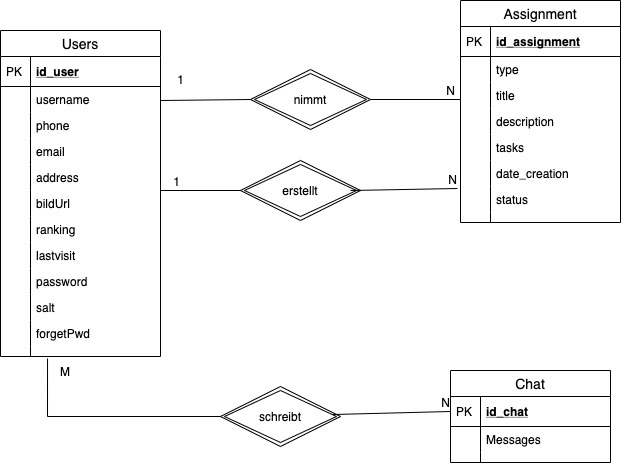 Users
PK id_user
username
phone
email
address
bildUrl
ranking
lastvisit
password
salt
forgetPwd
1
nimmt
N
1
erstellt
N
Assignment
PK id_assignment
type
title
description
tasks
date_creation
status
M
schreibt
N
Chat
PK id_chat
Messages